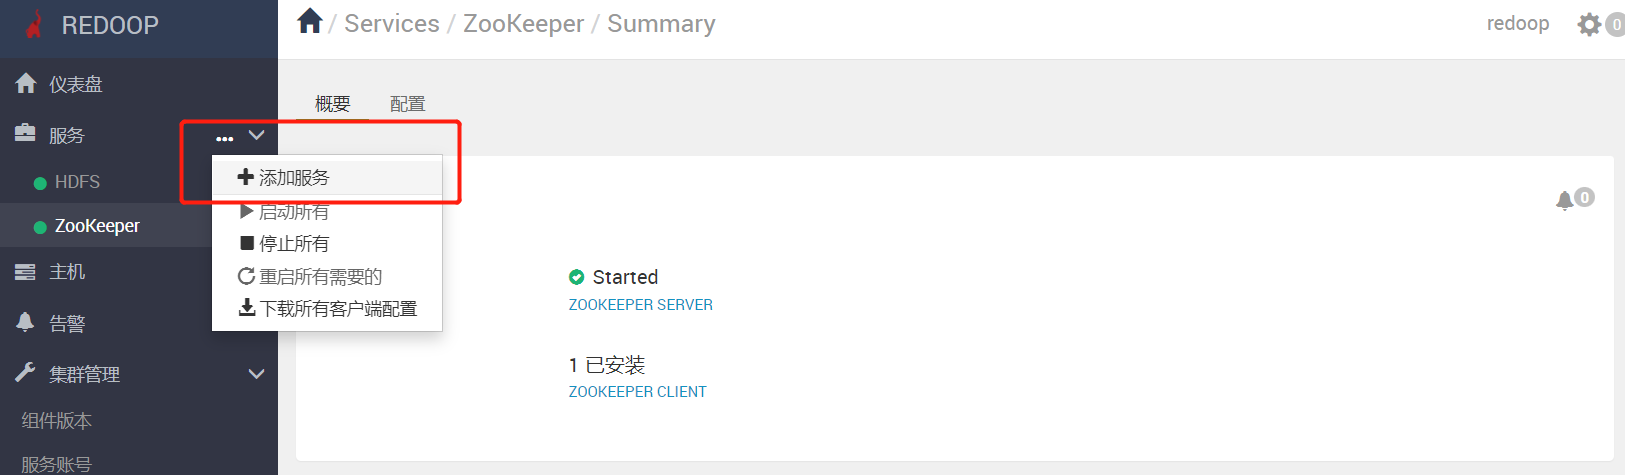 REDOOP
/ Services / ZooKeeper / Summary
redoop
0
仪表盘
服务
HDFS
ZooKeeper
主机
告警
集群管理
组件版本
服务账号
添加服务
启动所有
停止所有
重启所有需要的
下载所有客户端配置
概要
配置
0
Started
ZOOKEEPER SERVER
1 已安装
ZOOKEEPER CLIENT